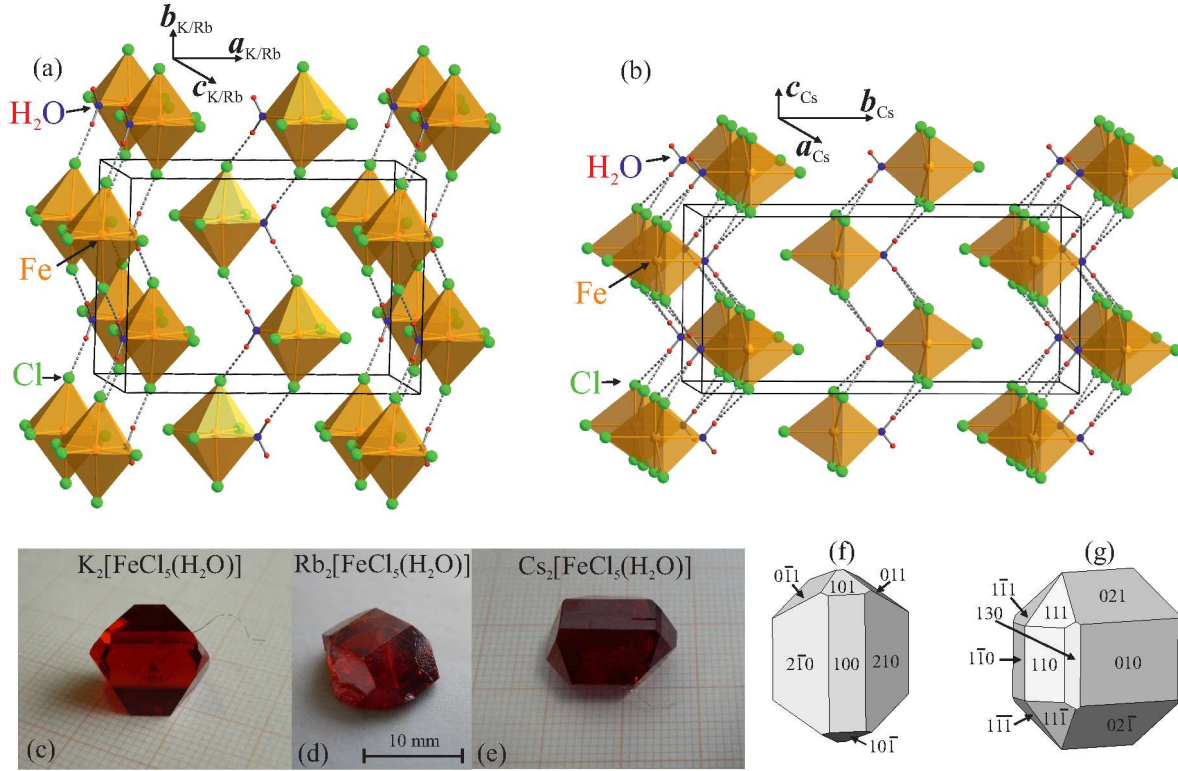 (a)
b K/Rb
a K/Rb
c K/Rb
H₂O
Fe
Cl
(b)
c Cs
b Cs
a Cs
H₂O
Fe
Cl
K₂[FeCl₅(H₂O)]
(c)
Rb₂[FeCl₅(H₂O)]
(d)
10 mm
Cs₂[FeCl₅(H₂O)]
(e)
(f)
01̅1
101
011
21̅0
100
210
101̅
(g)
11̅1
111
021
130
11̅0
110
010
11̅1̅
111̅
021̅